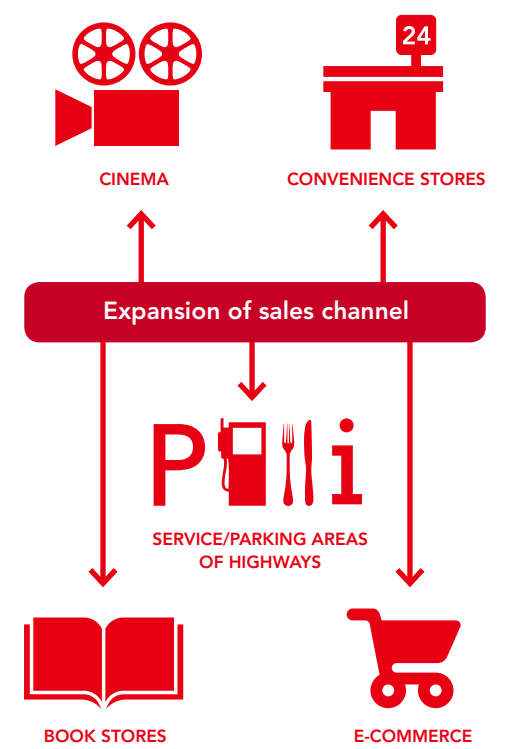 24
CINEMA
CONVENIENCE STORES
Expansion of sales channel
P i
SERVICE/PARKING AREAS
OF HIGHWAYS
BOOK STORES
E-COMMERCE